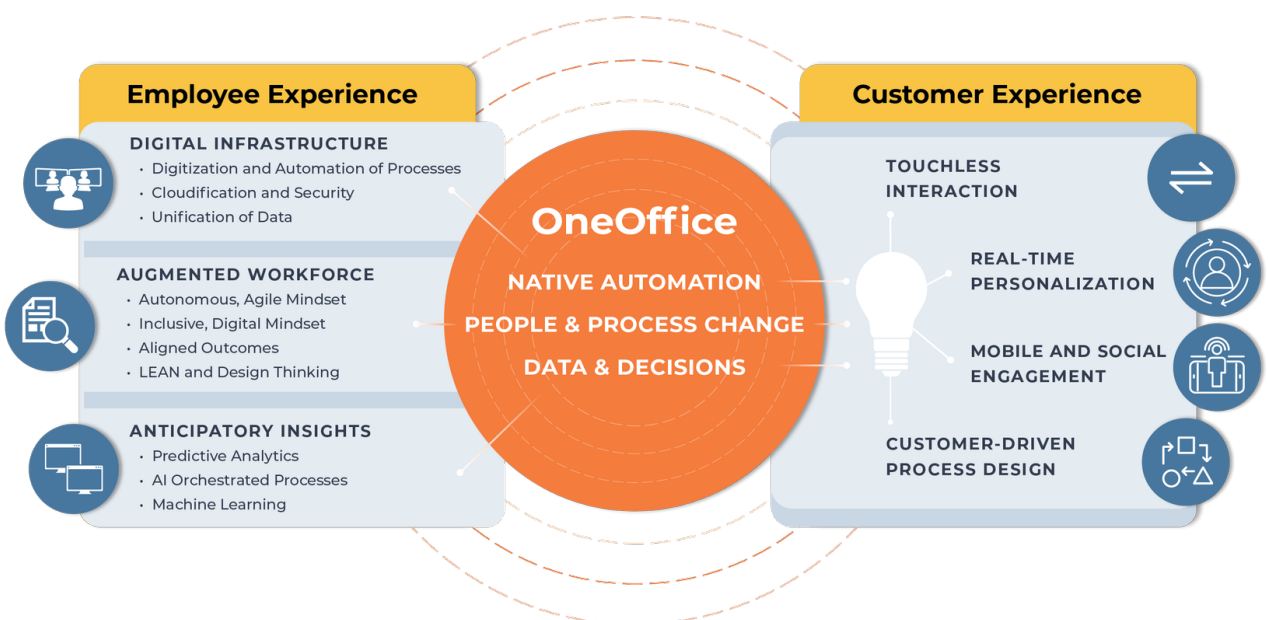 Employee Experience
DIGITAL INFRASTRUCTURE
• Digitization and Automation of Processes
• Cloudification and Security
• Unification of Data
AUGMENTED WORKFORCE
• Autonomous, Agile Mindset
• Inclusive, Digital Mindset
• Aligned Outcomes
• LEAN and Design Thinking
ANTICIPATORY INSIGHTS
• Predictive Analytics
• AI Orchestrated Processes
• Machine Learning
OneOffice
NATIVE AUTOMATION
PEOPLE & PROCESS CHANGE
DATA & DECISIONS
Customer Experience
TOUCHLESS
INTERACTION
REAL-TIME
PERSONALIZATION
MOBILE AND SOCIAL
ENGAGEMENT
CUSTOMER-DRIVEN
PROCESS DESIGN